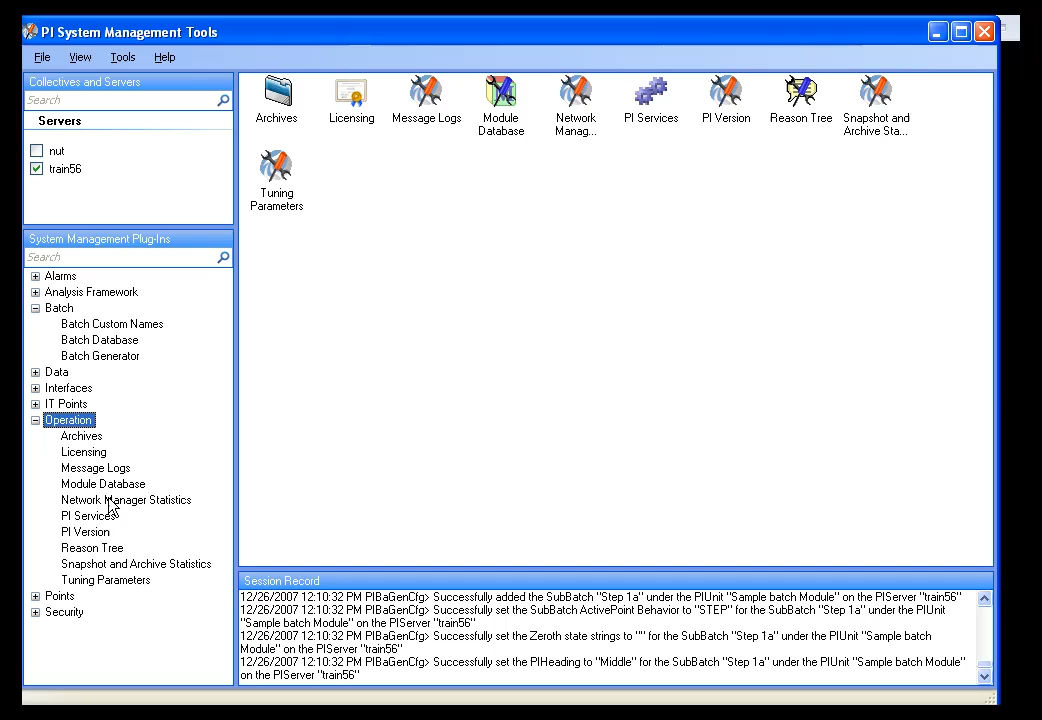 PI System Management Tools
File View Tools Help
Collectives and Servers
Search
Servers
nut
train56
System Management Plug-Ins
Search
Alarms
Analysis Framework
Batch
Batch Custom Names
Batch Database
Batch Generator
Data
Interfaces
IT Points
Operation
Archives
Licensing
Message Logs
Module Database
Network Manager Statistics
PI Services
PI Version
Reason Tree
Snapshot and Archive Statistics
Tuning Parameters
Points
Security
Archives
Licensing
Message Logs
Module
Database
Network
Manag...
PI Services
PI Version
Reason Tree
Snapshot and
Archive Sta...
Tuning
Parameters
Session Record
12/26/2007 12:10:32 PM PIBaGenCfg> Successfully added the SubBatch "Step 1a" under the PIUnit "Sample batch Module" on the PIServer "train56"
12/26/2007 12:10:32 PM PIBaGenCfg> Successfully set the SubBatch ActivePoint Behavior to "STEP" for the SubBatch "Step 1a" under the PIUnit
"Sample batch Module" on the PIServer "train56"
12/26/2007 12:10:32 PM PIBaGenCfg> Successfully set the Zeroth state strings to "" for the SubBatch "Step 1a" under the PIUnit "Sample batch
Module" on the PIServer "train56"
12/26/2007 12:10:32 PM PIBaGenCfg> Successfully set the PIHeading to "Middle" for the SubBatch "Step 1a" under the PIUnit "Sample batch Module"
on the PIServer "train56"